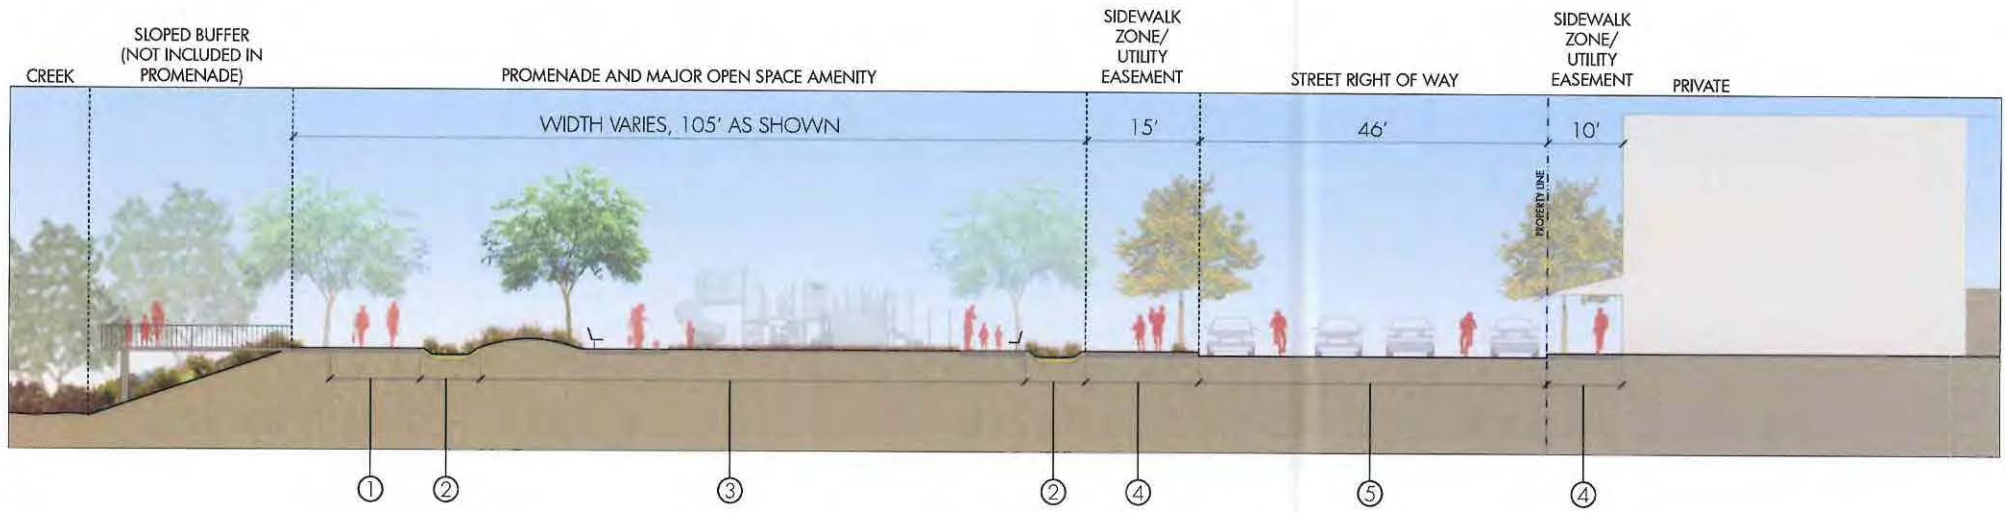 CREEK
SLOPED BUFFER
(NOT INCLUDED IN
PROMENADE)
PROMENADE AND MAJOR OPEN SPACE AMENITY
SIDEWALK
ZONE/
UTILITY
EASEMENT
STREET RIGHT OF WAY
SIDEWALK
ZONE/
UTILITY
EASEMENT
PRIVATE
WIDTH VARIES, 105' AS SHOWN
15'
46'
10'
PROPERTY LINE
1
2
3
2
4
5
4